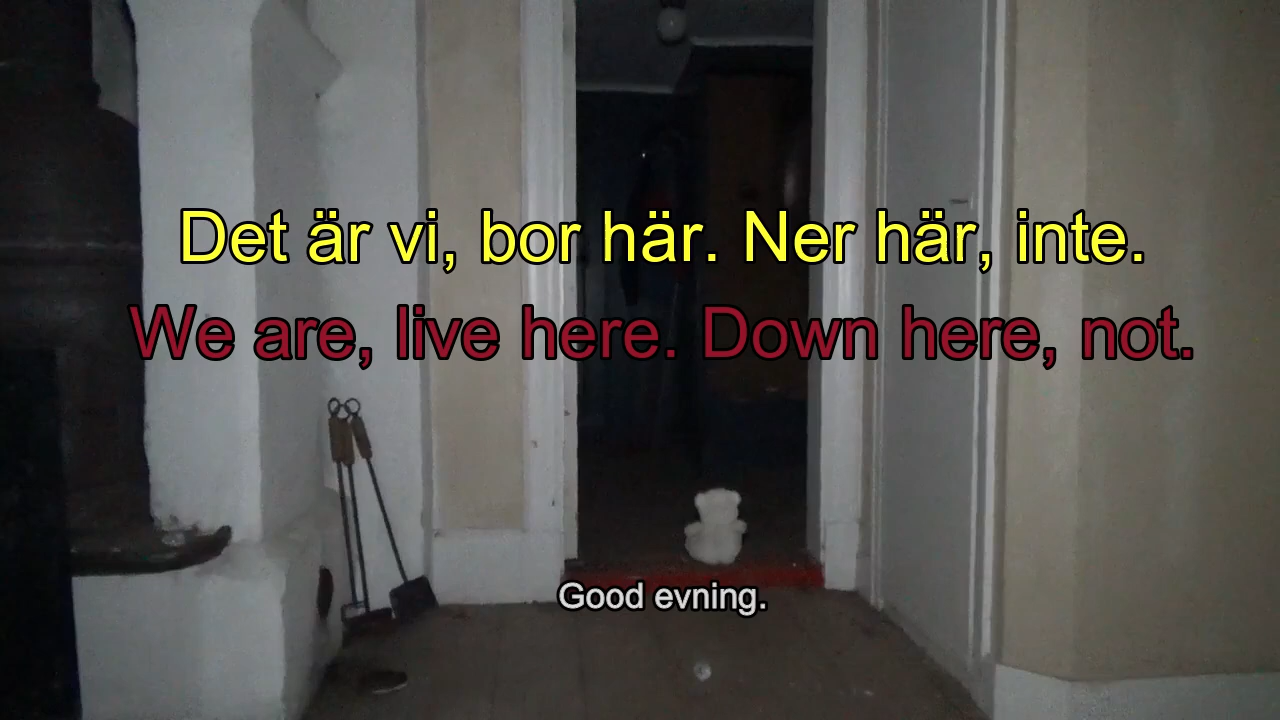 Det är vi, bor här. Ner här, inte.
We are, live here. Down here, not.
Good evning.